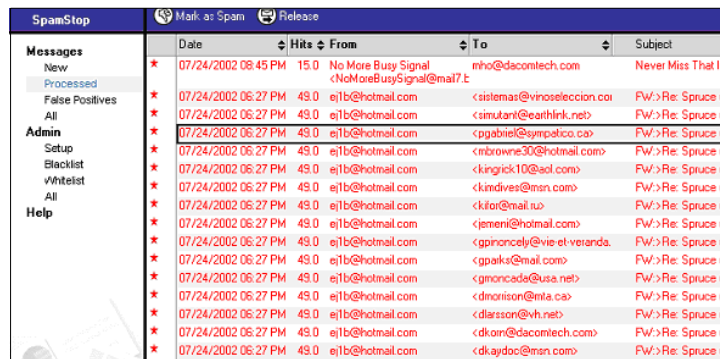 SpamStop
Mark as Spam Release
Messages
New
Processed
False Positives
All
Admin
Setup
Blacklist
Whitelist
All
Help
Date Hits From To Subject
07/24/2002 08:45 PM 15.0 No More Busy Signal mho@dacomtech.com Never Miss That
<NoMoreBusySignal@mail7.b
07/24/2002 06:27 PM 49.0 ej1b@hotmail.com <sistemas@vinoseleccion.co FW:>Re: Spruce
07/24/2002 06:27 PM 49.0 ej1b@hotmail.com <simutant@earthlink.net> FW:>Re: Spruce
07/24/2002 06:27 PM 49.0 ej1b@hotmail.com <pgabriel@sympatico.ca> FW:>Re: Spruce
07/24/2002 06:27 PM 49.0 ej1b@hotmail.com <mbrowne30@hotmail.com> FW:>Re: Spruce
07/24/2002 06:27 PM 49.0 ej1b@hotmail.com <kingrick10@aol.com> FW:>Re: Spruce
07/24/2002 06:27 PM 49.0 ej1b@hotmail.com <kimdives@msn.com> FW:>Re: Spruce
07/24/2002 06:27 PM 49.0 ej1b@hotmail.com <kifor@mail.ru> FW:>Re: Spruce
07/24/2002 06:27 PM 49.0 ej1b@hotmail.com <jemeni@hotmail.com> FW:>Re: Spruce
07/24/2002 06:27 PM 49.0 ej1b@hotmail.com <gpinoncely@vie-et-veranda. FW:>Re: Spruce
07/24/2002 06:27 PM 49.0 ej1b@hotmail.com <gparks@mail.com> FW:>Re: Spruce
07/24/2002 06:27 PM 49.0 ej1b@hotmail.com <gmoncada@usa.net> FW:>Re: Spruce
07/24/2002 06:27 PM 49.0 ej1b@hotmail.com <dmorrison@mta.ca> FW:>Re: Spruce
07/24/2002 06:27 PM 49.0 ej1b@hotmail.com <dlarsson@vh.net> FW:>Re: Spruce
07/24/2002 06:27 PM 49.0 ej1b@hotmail.com <dkorn@dacomtech.com> FW:>Re: Spruce
07/24/2002 06:27 PM 49.0 ej1b@hotmail.com <dkaydoc@msn.com> FW:>Re: Spruce